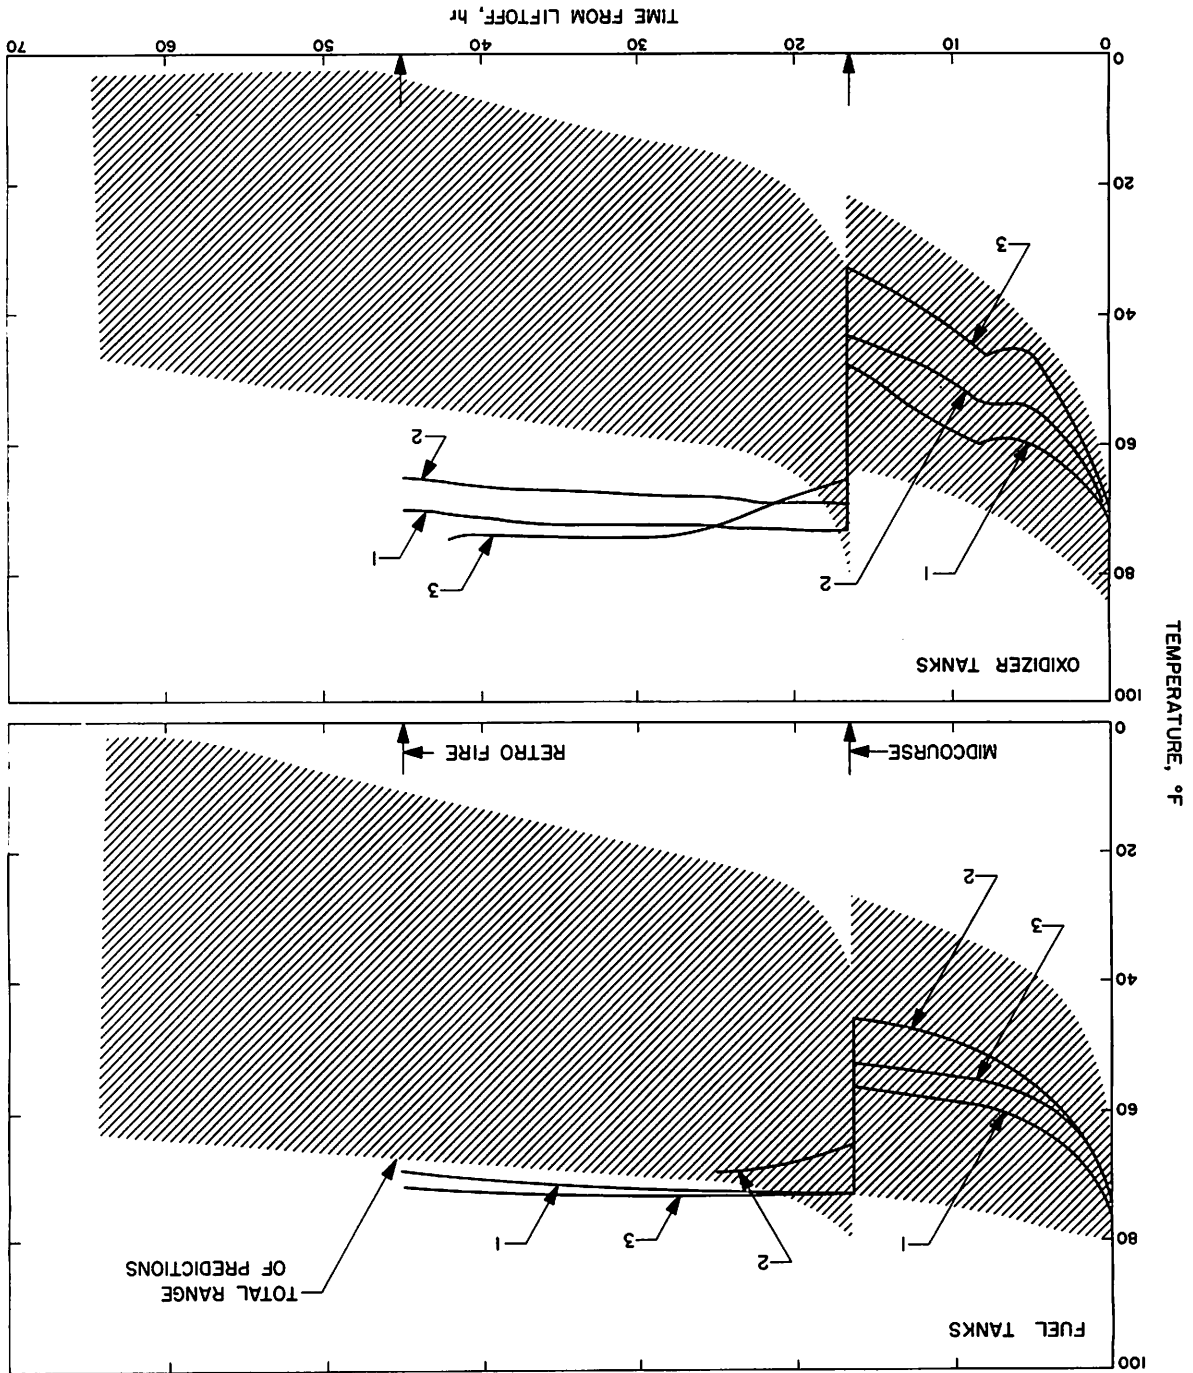 TEMPERATURE, °F
100
FUEL TANKS
TOTAL RANGE
OF PREDICTIONS
80
1
2
3
1
60
40
3
2
20
0
MIDCOURSE
RETRO FIRE
100
OXIDIZER TANKS
80
1
2
3
1
60
2
40
3
20
0
0 10 20 30 40 50 60 70
TIME FROM LIFTOFF, hr